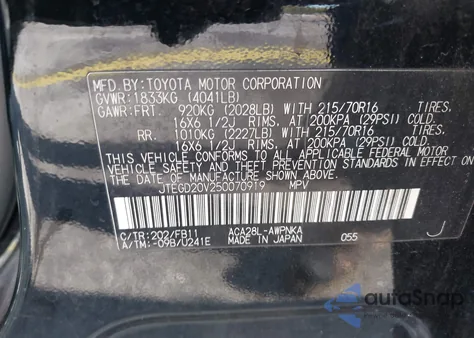 MFD.BY:TOYOTA MOTOR CORPORATION
GVWR:1833KG (4041LB)
GAWR:FRT. 920KG (2028LB) WITH 215/70R16 TIRES.
16X6 1/2J RIMS, AT 200KPA (29PSI) COLD.
RR. 1010KG (2227LB) WITH 215/70R16 TIRES.
16X6 1/2J RIMS, AT 200KPA (29PSI) COLD.
THIS VEHICLE CONFORMS TO ALL APPLICABLE FEDERAL MOTOR
VEHICLE SAFETY AND BUMPER STANDARDS IN EFFECT ON THE
DATE OF MANUFACTURE SHOWN ABOVE.
JTEGD20V250070919 MPV
C/TR:202/FB11 ACA28L-AWPNKA
A/TM:-09B/U241E MADE IN JAPAN 055 J
autoSnap